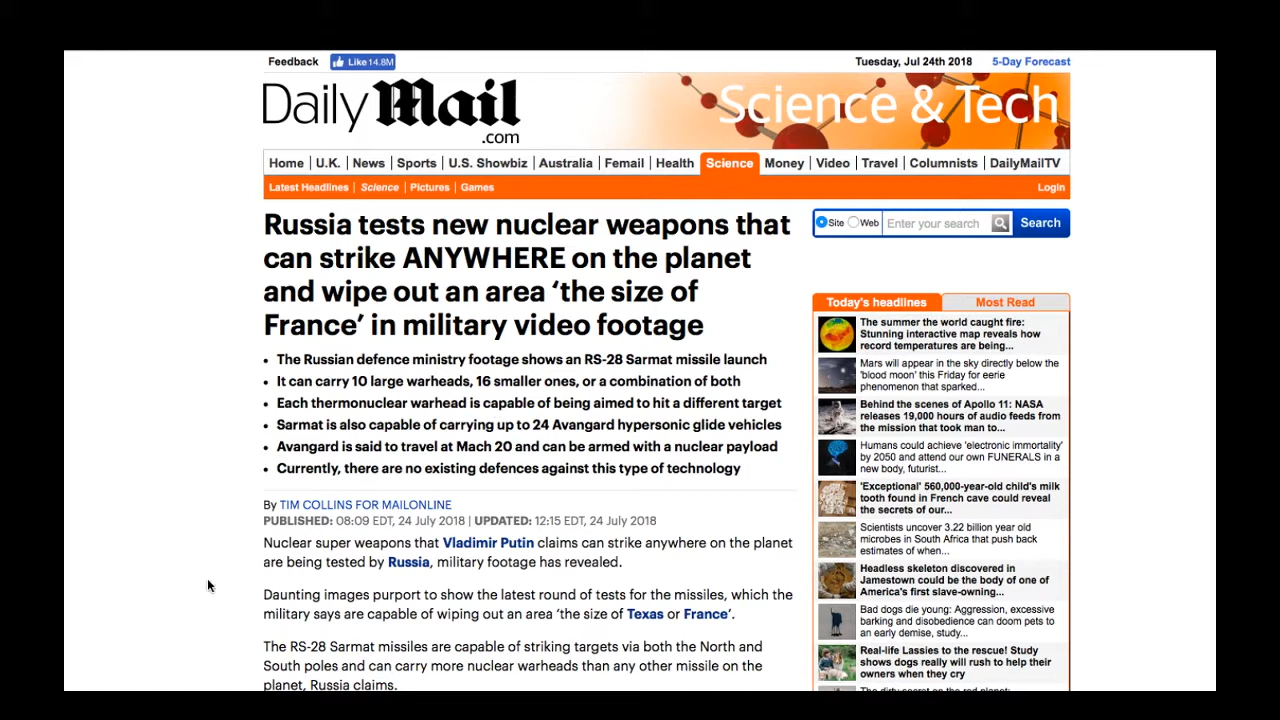 Feedback Like 14.8M Tuesday, Jul 24th 2018 5-Day Forecast
Daily Mail
.com
Science & Tech
Home U.K. News Sports U.S. Showbiz Australia Femail Health Science Money Video Travel Columnists DailyMailTV
Latest Headlines Science Pictures Games Login
Russia tests new nuclear weapons that
can strike ANYWHERE on the planet
and wipe out an area ‘the size of
France’ in military video footage
• The Russian defence ministry footage shows an RS-28 Sarmat missile launch
• It can carry 10 large warheads, 16 smaller ones, or a combination of both
• Each thermonuclear warhead is capable of being aimed to hit a different target
• Sarmat is also capable of carrying up to 24 Avangard hypersonic glide vehicles
• Avangard is said to travel at Mach 20 and can be armed with a nuclear payload
• Currently, there are no existing defences against this type of technology
By TIM COLLINS FOR MAILONLINE
PUBLISHED: 08:09 EDT, 24 July 2018 | UPDATED: 12:15 EDT, 24 July 2018
Nuclear super weapons that Vladimir Putin claims can strike anywhere on the planet
are being tested by Russia, military footage has revealed.
Daunting images purport to show the latest round of tests for the missiles, which the
military says are capable of wiping out an area ‘the size of Texas or France’.
The RS-28 Sarmat missiles are capable of striking targets via both the North and
South poles and can carry more nuclear warheads than any other missile on the
planet, Russia claims.
Site Web Enter your search Search
Today's headlines Most Read
The summer the world caught fire:
Stunning interactive map reveals how
record temperatures are being...
Mars will appear in the sky directly below the
'blood moon' this Friday for eerie
phenomenon that sparked...
Behind the scenes of Apollo 11: NASA
releases 19,000 hours of audio feeds from
the mission that took man to...
Humans could achieve 'electronic immortality'
by 2050 and attend our own FUNERALS in a
new body, futurist...
'Exceptional' 560,000-year-old child's milk
tooth found in French cave could reveal
the secrets of our...
Scientists uncover 3.22 billion year old
microbes in South Africa that push back
estimates of when...
Headless skeleton discovered in
Jamestown could be the body of one of
America's first slave-owning...
Bad dogs die young: Aggression, excessive
barking and disobedience can doom pets to
an early demise, study...
Real-life Lassies to the rescue! Study
shows dogs really will rush to help their
owners when they cry
The dirty secret on the red planet: